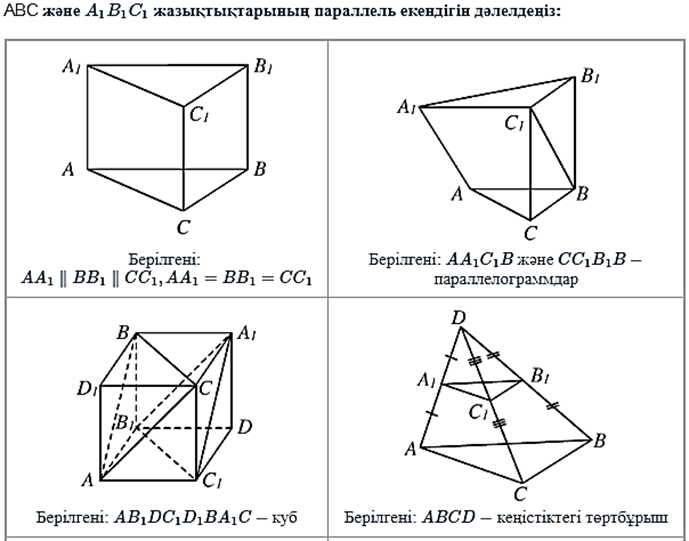 ABC және A₁B₁C₁ жазықтықтарының параллель екендігін дәлелдеңіз:
A₁ B₁
C₁
A B
C
Берілгені:
AA₁ ∥ BB₁ ∥ CC₁, AA₁ = BB₁ = CC₁
B₁
A₁ C₁
A B
C
Берілгені: AA₁C₁B және CC₁B₁B –
параллелограммдар
B A₁
D₁ C
B₁ D
A C₁
Берілгені: AB₁DC₁D₁BA₁C – куб
D
A₁ B₁
C₁
A B
C
Берілгені: ABCD – кеңістіктегі төртбұрыш